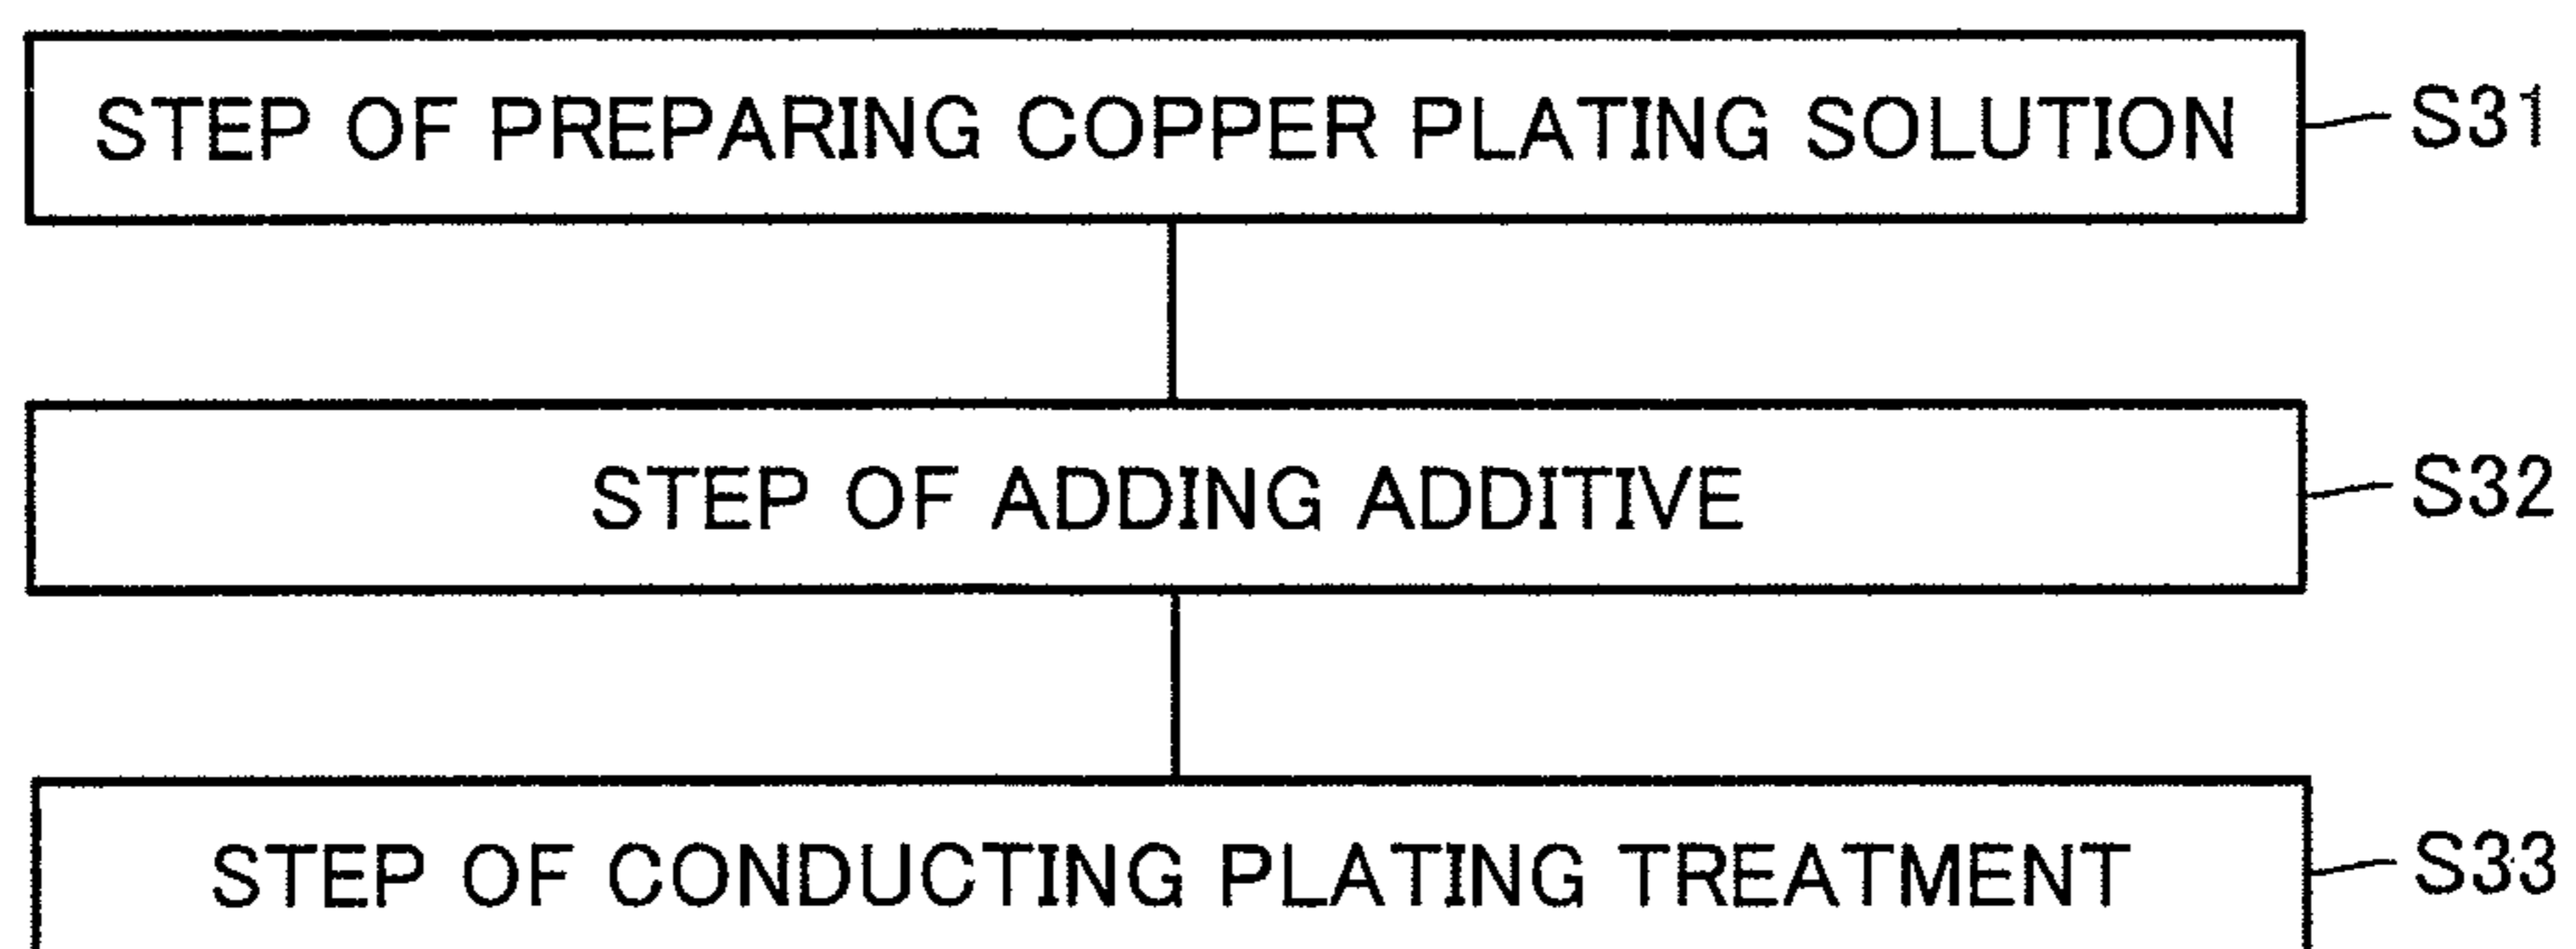 STEP OF PREPARING COPPER PLATING SOLUTION S31
STEP OF ADDING ADDITIVE S32
STEP OF CONDUCTING PLATING TREATMENT S33